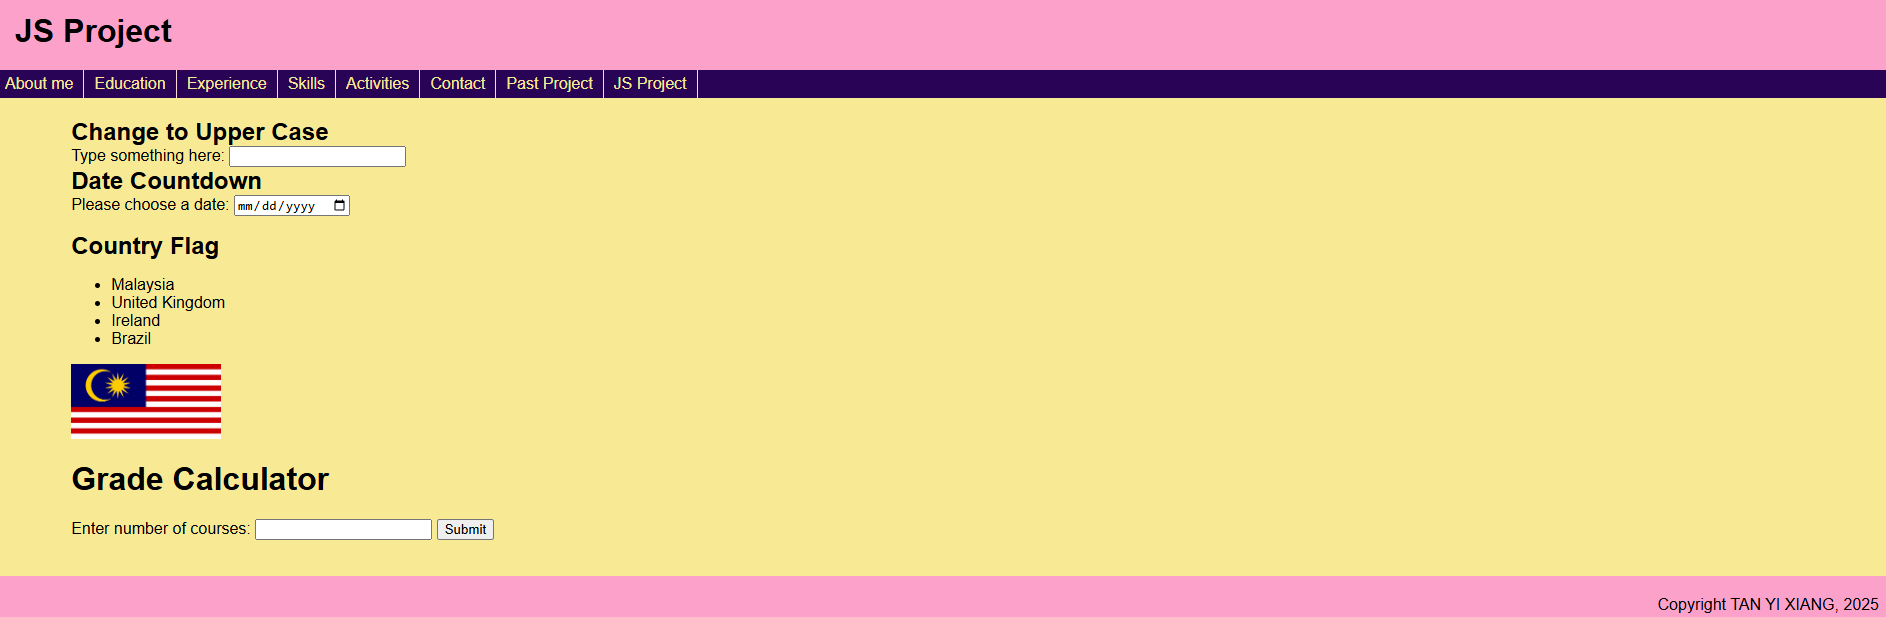 JS Project
About me Education Experience Skills Activities Contact Past Project JS Project
Change to Upper Case
Type something here:
Date Countdown
Please choose a date: mm/dd/yyyy
Country Flag
• Malaysia
• United Kingdom
• Ireland
• Brazil
Grade Calculator
Enter number of courses: Submit
Copyright TAN YI XIANG, 2025